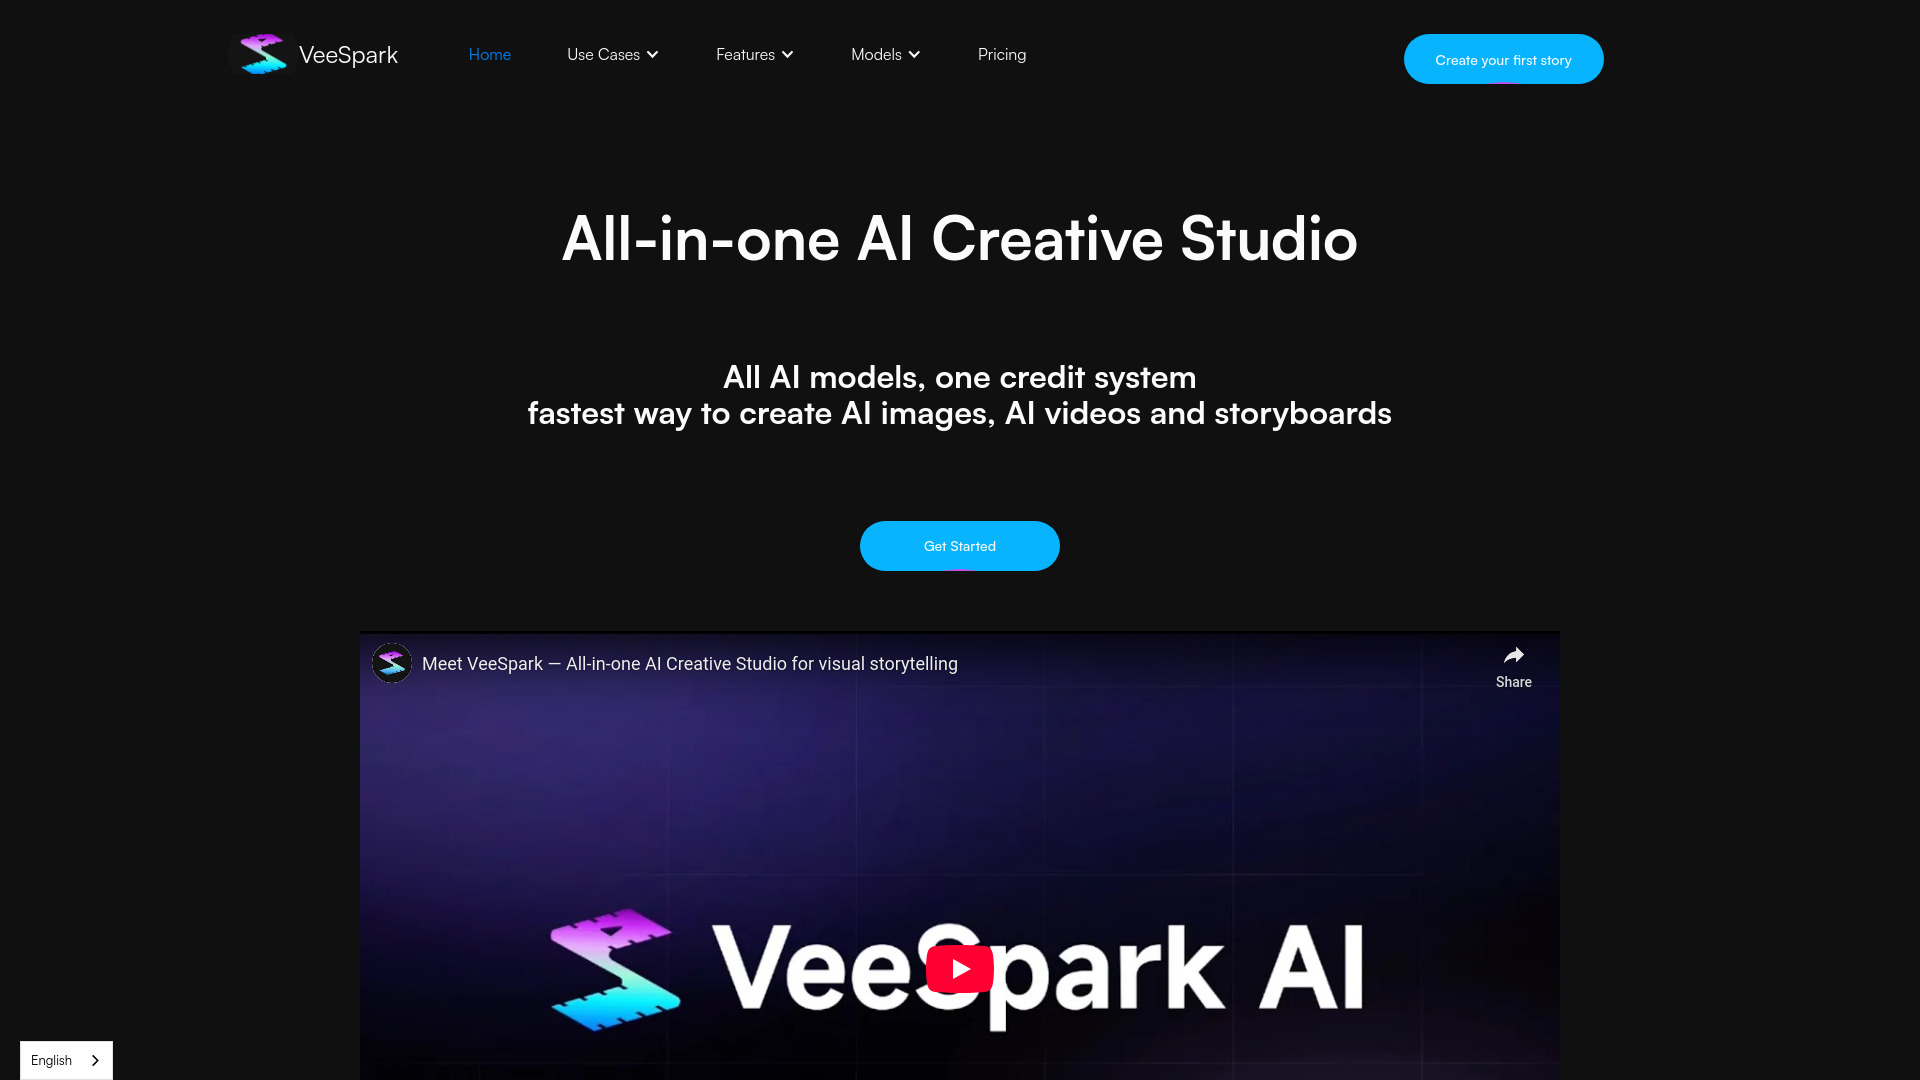 VeeSpark
Home
Use Cases
Features
Models
Pricing
Create your first story
All-in-one AI Creative Studio
All AI models, one credit system
fastest way to create AI images, AI videos and storyboards
Get Started
Meet VeeSpark — All-in-one AI Creative Studio for visual storytelling
Share
VeeSpark AI
English